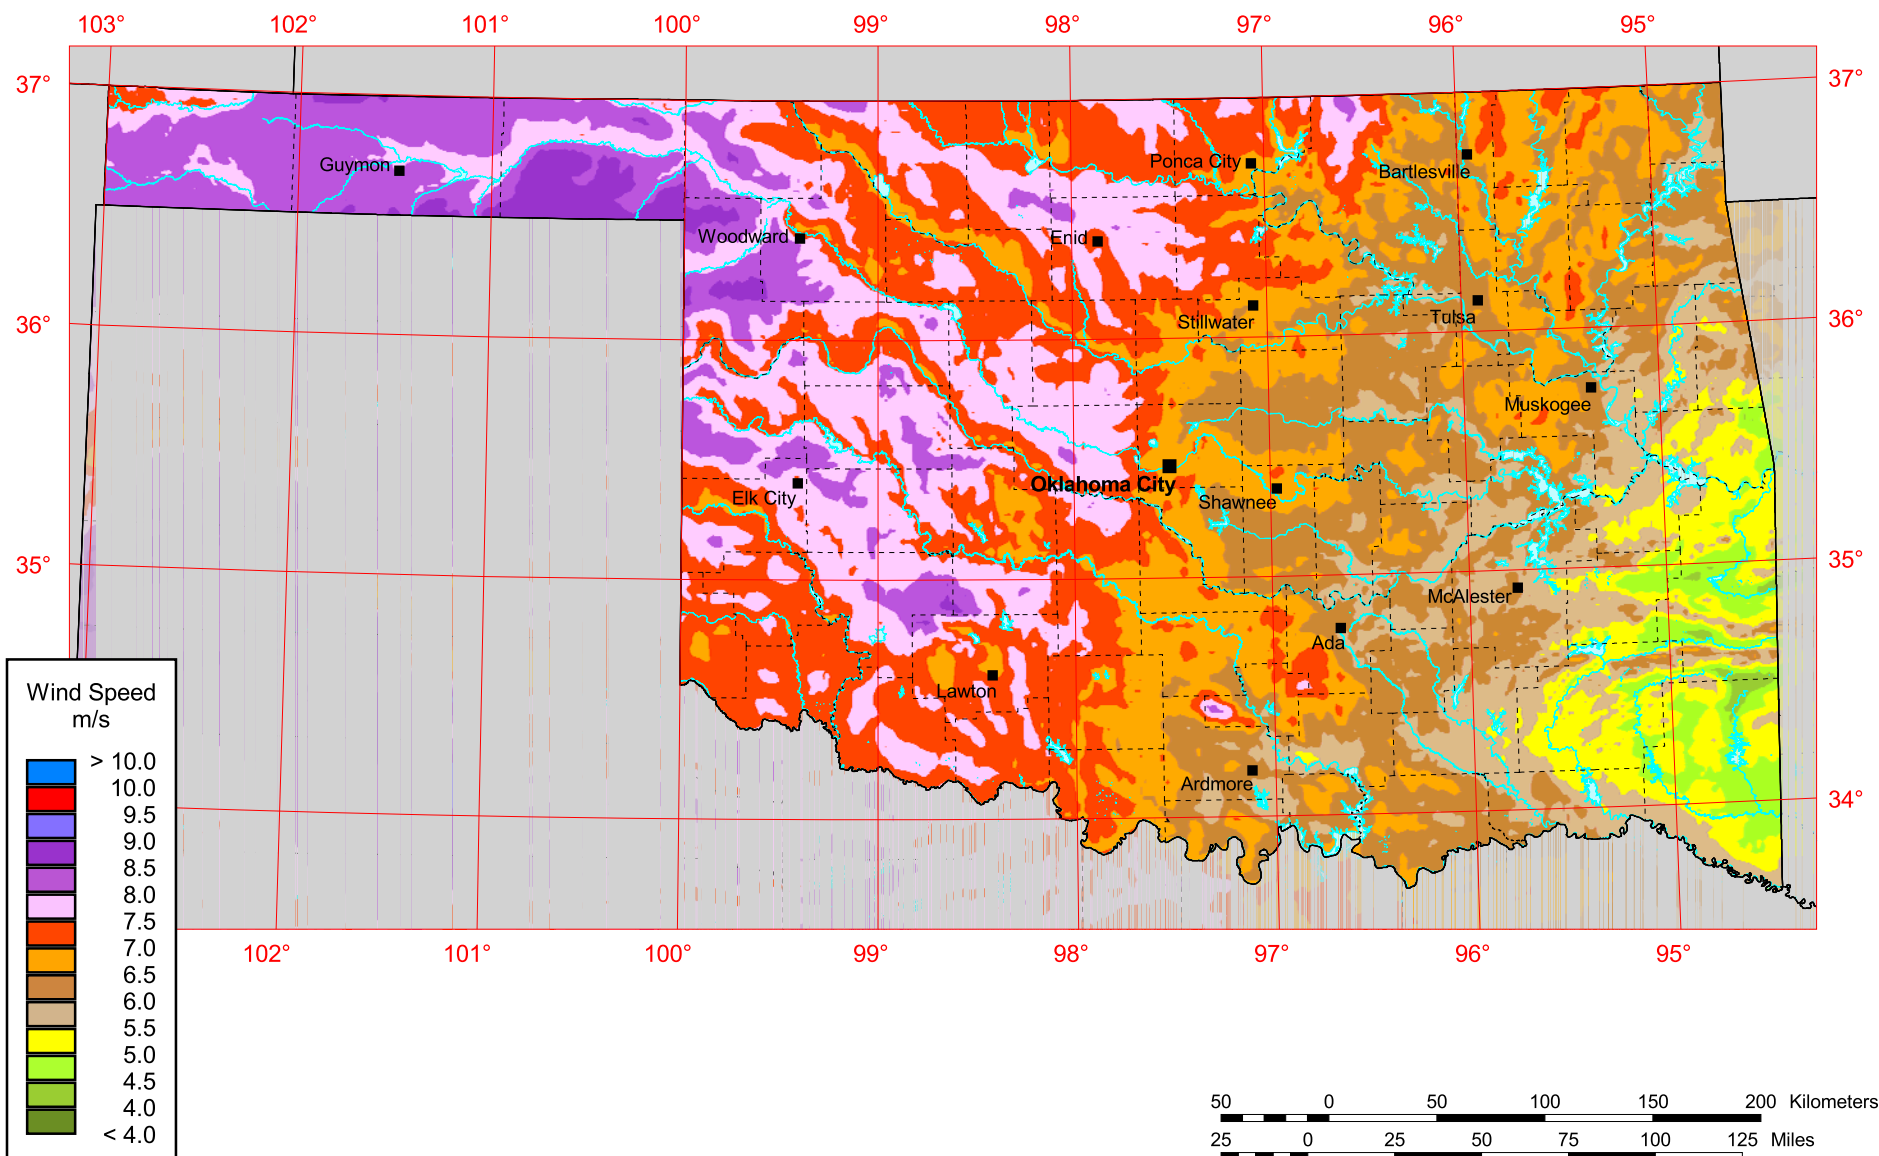 103° 102° 101° 100° 99° 98° 97° 96° 95°
37° 37°
Ponca City
Guymon
Bartlesville
Woodward
Enid
36° 36°
Stillwater
Tulsa
Muskogee
Oklahoma City
Elk City
Shawnee
35° 35°
McAlester
Ada
Lawton
Ardmore
34°
102° 101° 100° 99° 98° 97° 96° 95°
Wind Speed
m/s
> 10.0
10.0
9.5
9.0
8.5
8.0
7.5
7.0
6.5
6.0
5.5
5.0
4.5
4.0
< 4.0
50 0 50 100 150 200 Kilometers
25 0 25 50 75 100 125 Miles